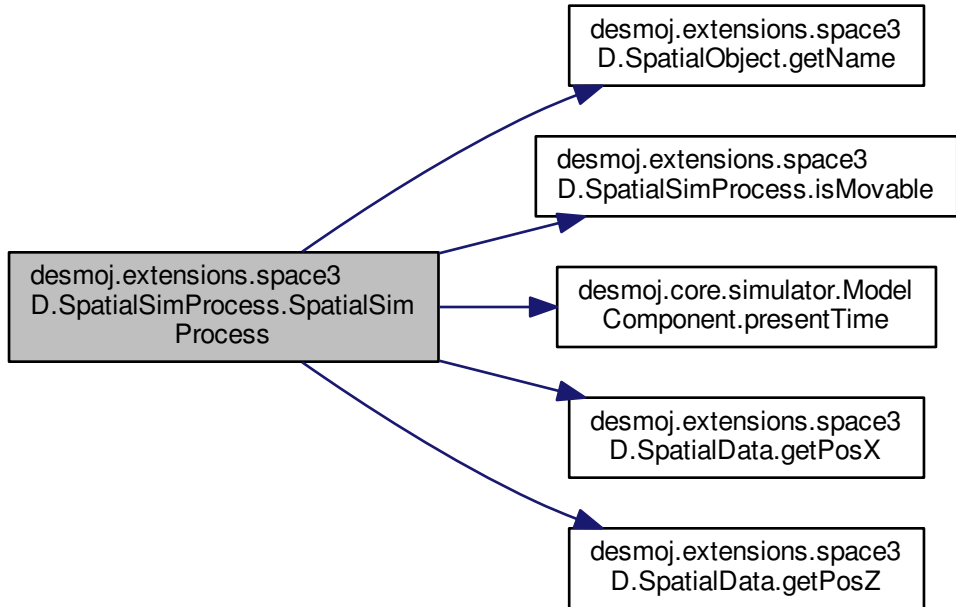 desmoj.extensions.space3
D.SpatialObject.getName
desmoj.extensions.space3
D.SpatialSimProcess.isMovable
desmoj.extensions.space3
D.SpatialSimProcess.SpatialSim
Process
desmoj.core.simulator.Model
Component.presentTime
desmoj.extensions.space3
D.SpatialData.getPosX
desmoj.extensions.space3
D.SpatialData.getPosZ